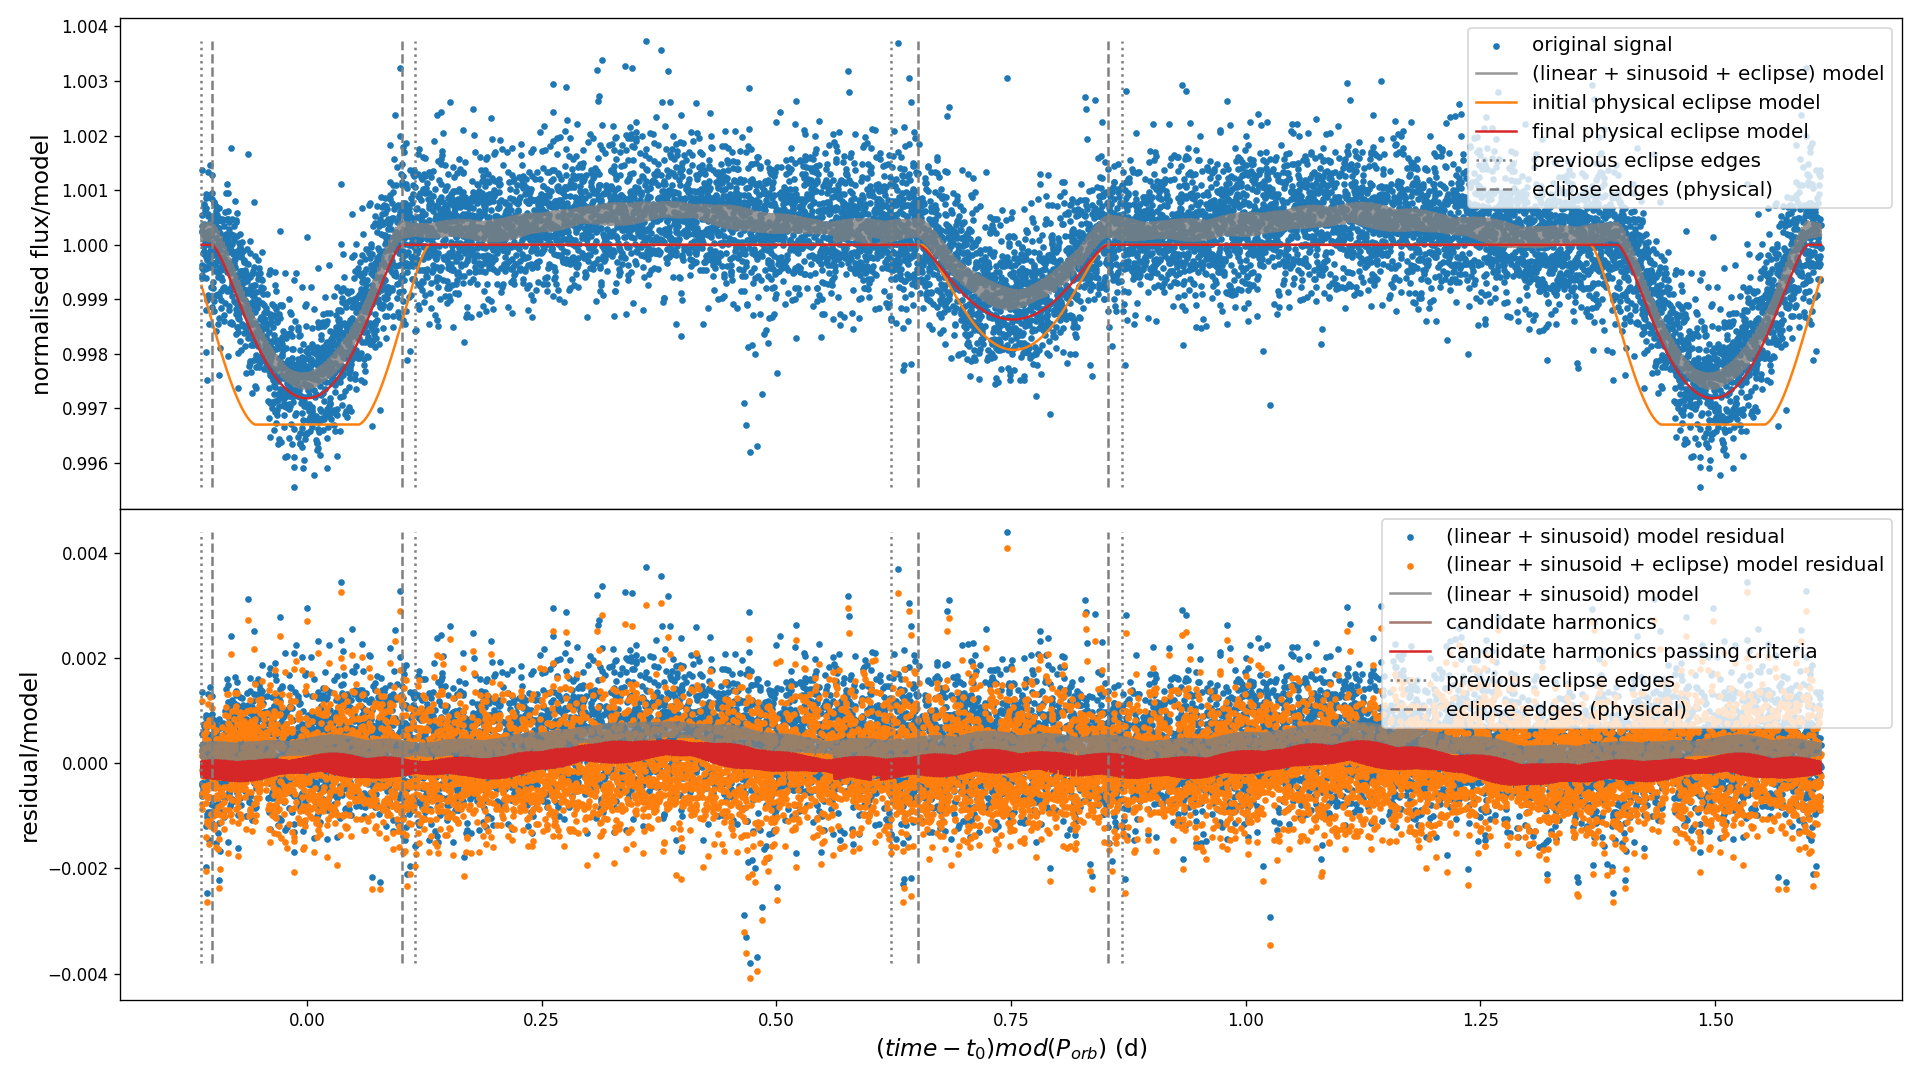 normalised flux/model
1.004
1.003
1.002
1.001
1.000
0.999
0.998
0.997
0.996
original signal
(linear + sinusoid + eclipse) model
initial physical eclipse model
final physical eclipse model
previous eclipse edges
eclipse edges (physical)
residual/model
0.004
0.002
0.000
−0.002
−0.004
(linear + sinusoid) model residual
(linear + sinusoid + eclipse) model residual
(linear + sinusoid) model
candidate harmonics
candidate harmonics passing criteria
previous eclipse edges
eclipse edges (physical)
0.00 0.25 0.50 0.75 1.00 1.25 1.50
(time − t₀)mod(P_orb) (d)